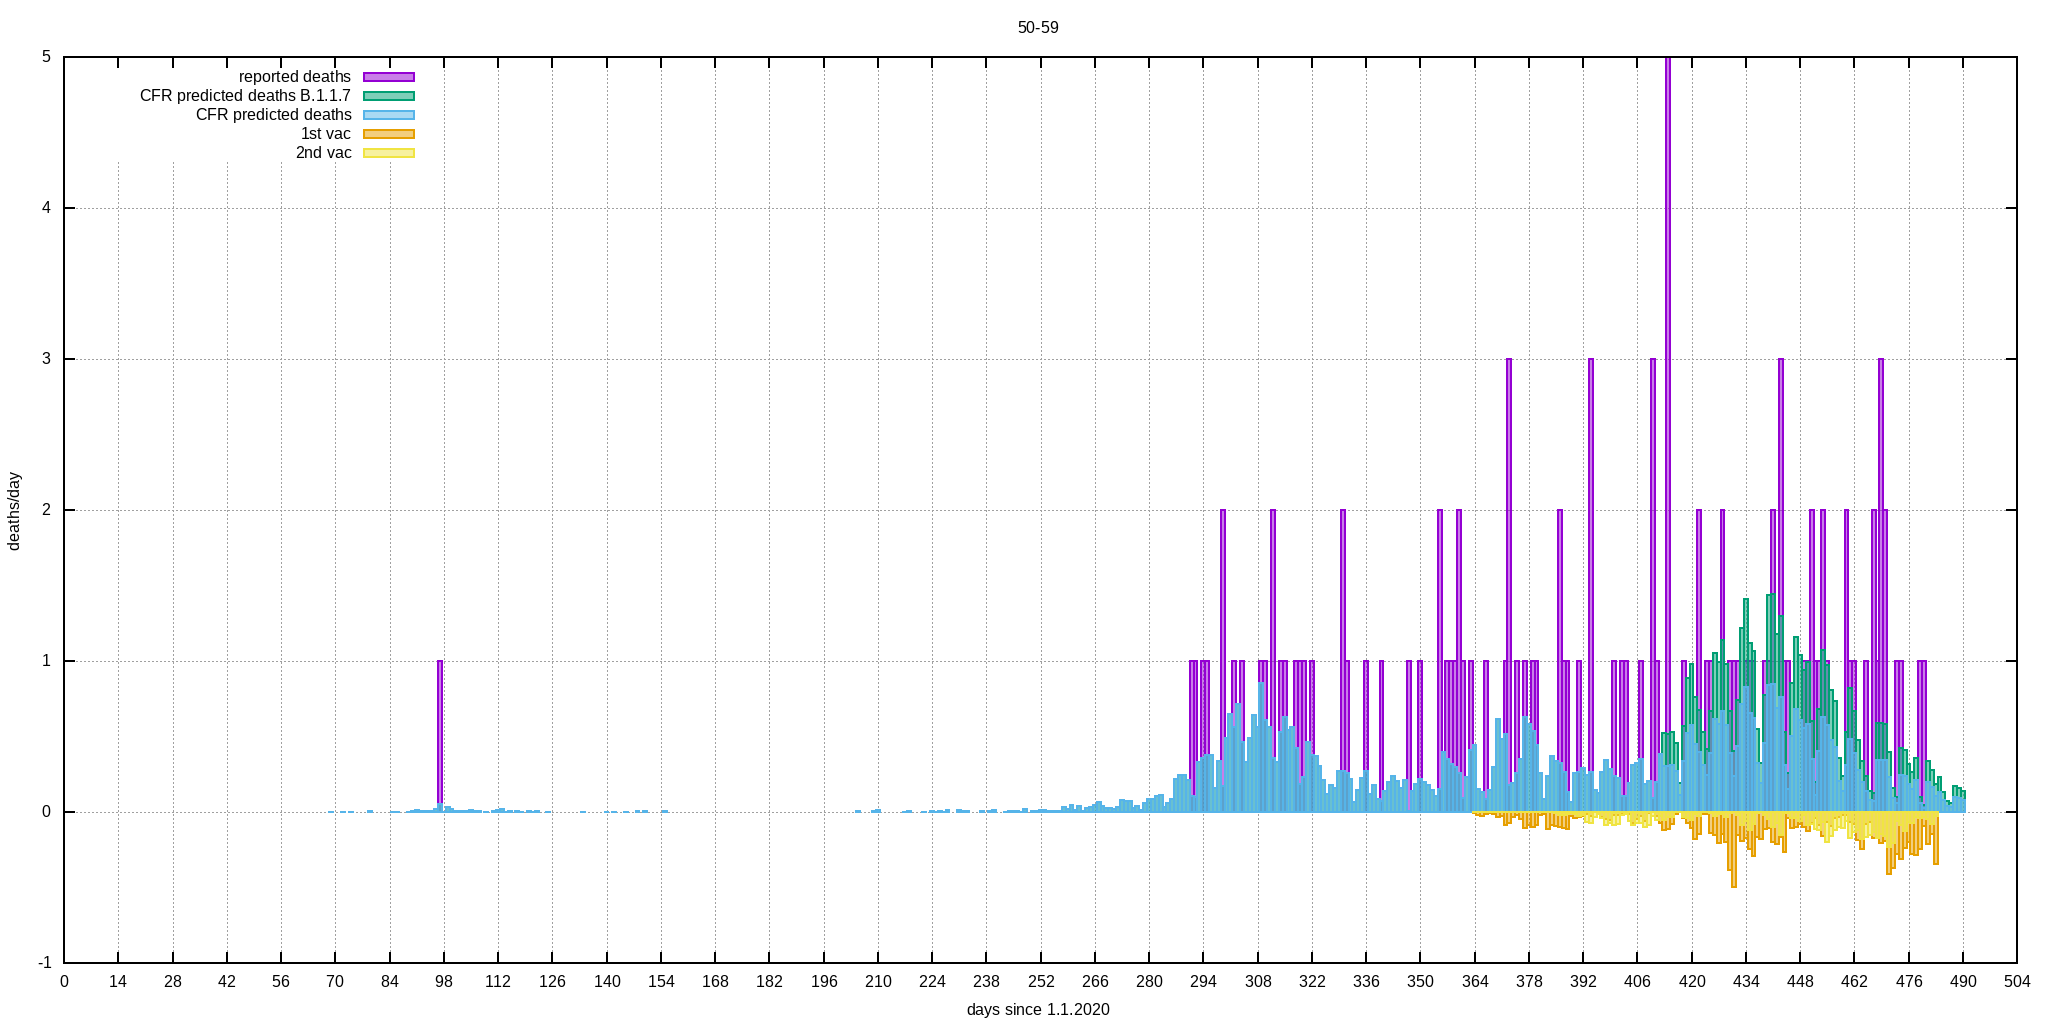 50-59
reported deaths
CFR predicted deaths B.1.1.7
CFR predicted deaths
1st vac
2nd vac
5
4
3
2
1
0
-1
deaths/day
0 14 28 42 56 70 84 98 112 126 140 154 168 182 196 210 224 238 252 266 280 294 308 322 336 350 364 378 392 406 420 434 448 462 476 490 504
days since 1.1.2020